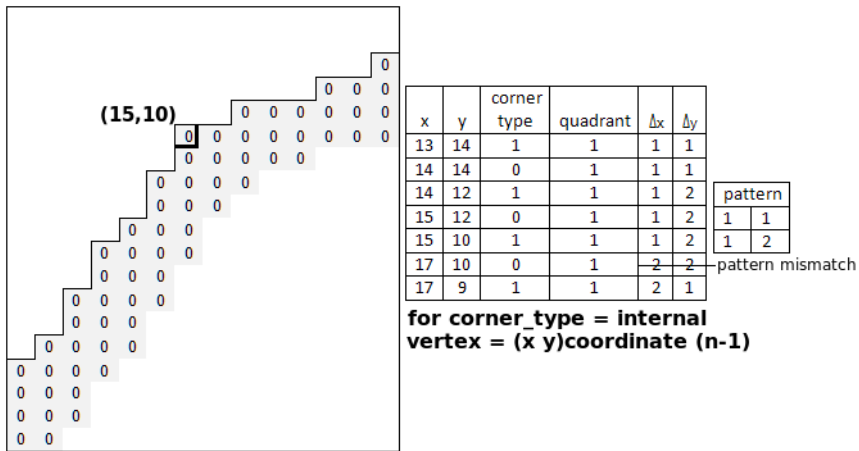 0
0 0 0
(15,10)
0 0 0 0 0 0
0 0 0 0 0 0 0 0
0 0 0 0 0
0 0 0 0
0 0 0
0 0 0
0 0 0 0
0 0 0
0 0 0 0
0 0 0
0 0 0 0
0 0 0 0
0 0 0
0 0 0
0 0
x y corner type quadrant Δx Δy
13 14 1 1 1 1
14 14 0 1 1 1
14 12 1 1 1 2
15 12 0 1 1 2
15 10 1 1 1 2
17 10 0 1 2 2
17 9 1 1 2 1
pattern
1 1
1 2
pattern mismatch
for corner_type = internal
vertex = (x y)coordinate (n-1)